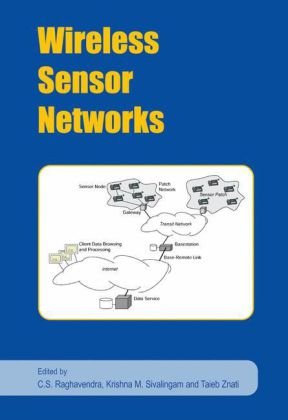 Wireless
Sensor
Networks
Sensor Node
Patch
Network
Sensor Patch
Gateway
Transit Network
Client Data Browsing
and Processing
Basestation
Base-Remote Link
Internet
Data Service
Edited by
C.S. Raghavendra, Krishna M. Sivalingam and Taieb Znati